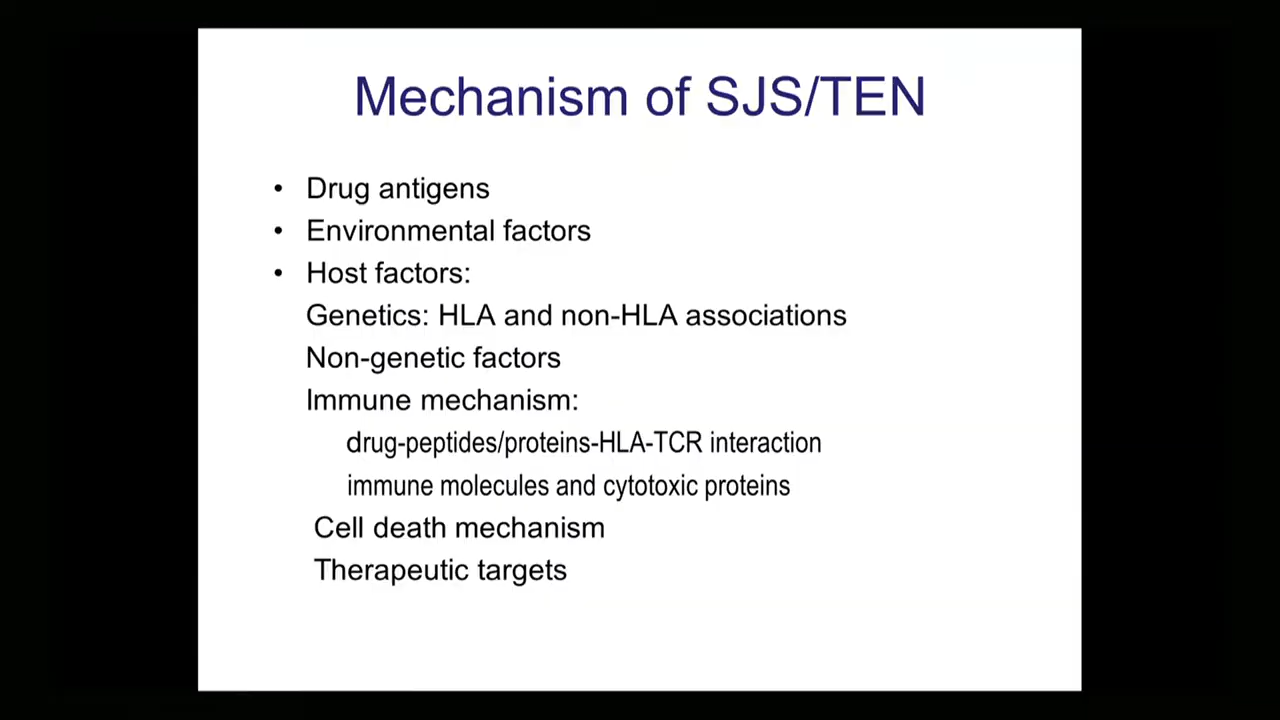 Mechanism of SJS/TEN
• Drug antigens
• Environmental factors
• Host factors:
Genetics: HLA and non-HLA associations
Non-genetic factors
Immune mechanism:
drug-peptides/proteins-HLA-TCR interaction
immune molecules and cytotoxic proteins
Cell death mechanism
Therapeutic targets